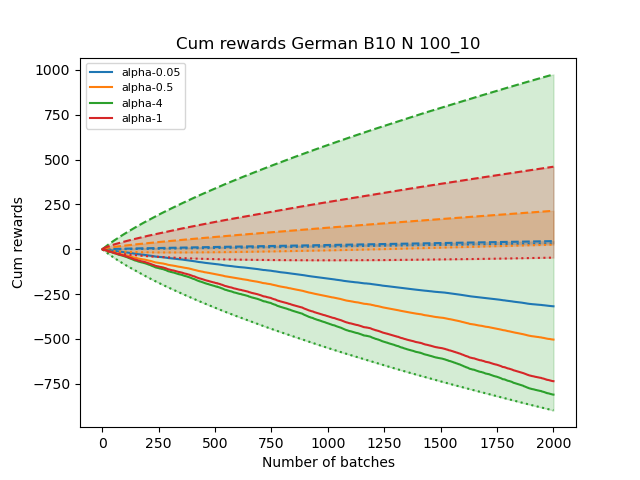 Cum rewards German B10 N 100_10
alpha-0.05
alpha-0.5
alpha-4
alpha-1
1000
750
500
250
0
−250
−500
−750
Cum rewards
0 250 500 750 1000 1250 1500 1750 2000
Number of batches